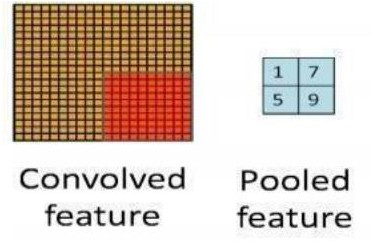 1 7
5 9
Convolved
feature
Pooled
feature